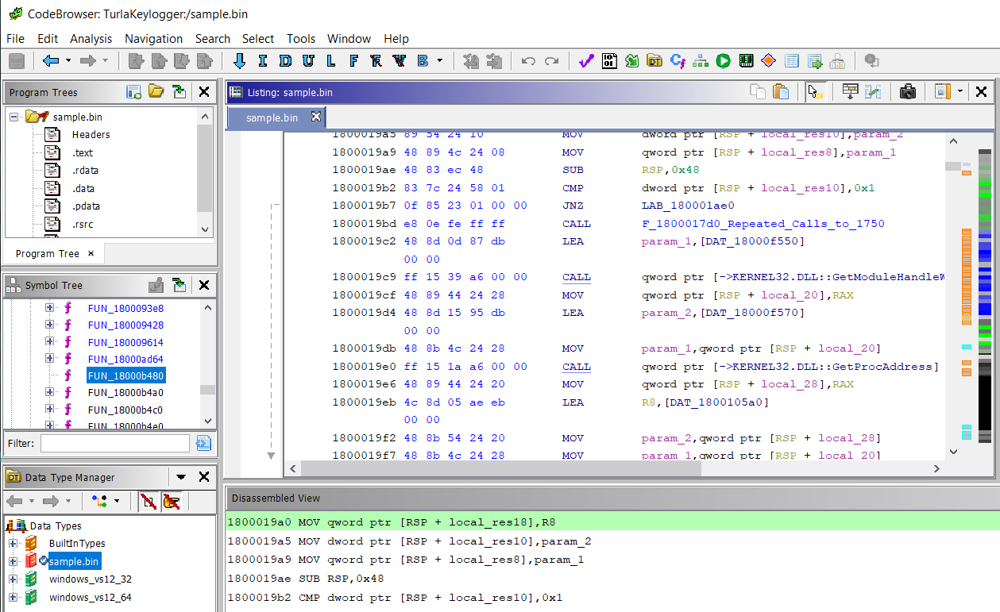 CodeBrowser: TurlaKeylogger:/sample.bin
File Edit Analysis Navigation Search Select Tools Window Help
I D U L F F V B
Program Trees
sample.bin
Headers
.text
.rdata
.data
.pdata
.rsrc
Program Tree
Symbol Tree
FUN_1800093e8
FUN_180009428
FUN_180009614
FUN_18000ad64
FUN_18000b480
FUN_18000b4a0
FUN_18000b4c0
FUN_18000b4e0
Filter:
Data Type Manager
Data Types
BuiltInTypes
sample.bin
windows_vs12_32
windows_vs12_64
Listing: sample.bin
sample.bin
1800019a5 89 54 24 10 MOV dword ptr [RSP + local_res10],param_2
1800019a9 48 89 4c 24 08 MOV qword ptr [RSP + local_res8],param_1
1800019ae 48 83 ec 48 SUB RSP,0x48
1800019b2 83 7c 24 58 01 CMP dword ptr [RSP + local_res10],0x1
1800019b7 0f 85 23 01 00 00 JNZ LAB_180001ae0
1800019bd e8 0e fe ff ff CALL F_1800017d0_Repeated_Calls_to_1750
1800019c2 48 8d 0d 87 db LEA param_1,[DAT_18000f550]
00 00
1800019c9 ff 15 39 a6 00 00 CALL qword ptr [->KERNEL32.DLL::GetModuleHandleW
1800019cf 48 89 44 24 28 MOV qword ptr [RSP + local_20],RAX
1800019d4 48 8d 15 95 db LEA param_2,[DAT_18000f570]
00 00
1800019db 48 8b 4c 24 28 MOV param_1,qword ptr [RSP + local_20]
1800019e0 ff 15 1a a6 00 00 CALL qword ptr [->KERNEL32.DLL::GetProcAddress]
1800019e6 48 89 44 24 20 MOV qword ptr [RSP + local_28],RAX
1800019eb 4c 8d 05 ae eb LEA R8,[DAT_1800105a0]
00 00
1800019f2 48 8b 54 24 20 MOV param_2,qword ptr [RSP + local_28]
1800019f7 48 8b 4c 24 28 MOV param_1,qword ptr [RSP + local_20]
Disassembled View
1800019a0 MOV qword ptr [RSP + local_res18],R8
1800019a5 MOV dword ptr [RSP + local_res10],param_2
1800019a9 MOV qword ptr [RSP + local_res8],param_1
1800019ae SUB RSP,0x48
1800019b2 CMP dword ptr [RSP + local_res10],0x1